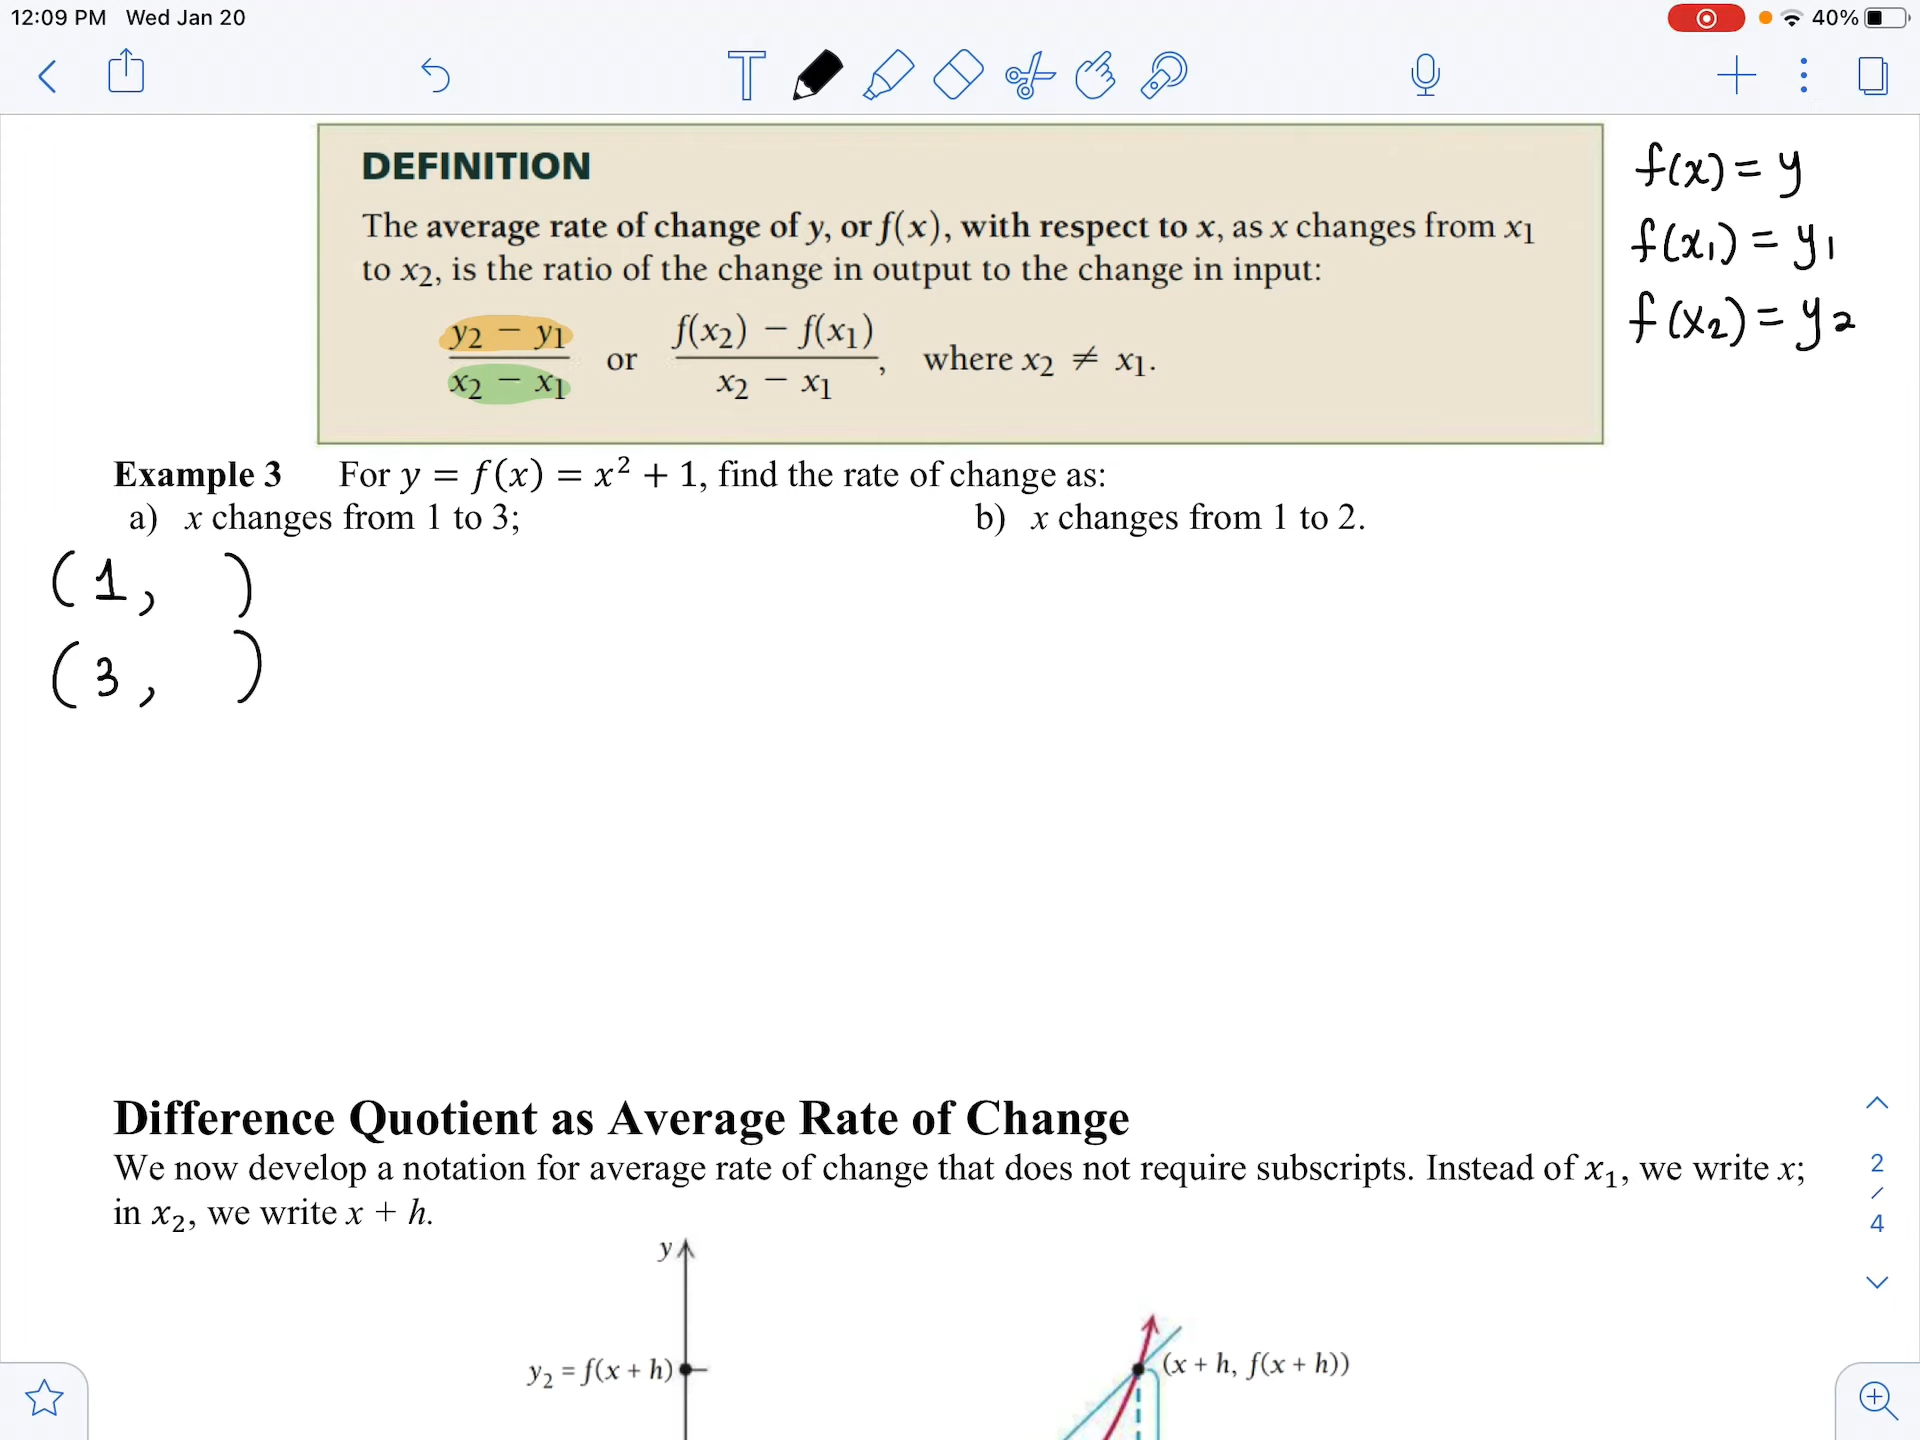 12:09 PM Wed Jan 20
40%
T
DEFINITION
The average rate of change of y, or f(x), with respect to x, as x changes from x₁
to x₂, is the ratio of the change in output to the change in input:
y₂ − y₁ / x₂ − x₁ or f(x₂) − f(x₁) / x₂ − x₁, where x₂ ≠ x₁.
f(x) = y
f(x₁) = y₁
f(x₂) = y₂
Example 3 For y = f(x) = x² + 1, find the rate of change as:
a) x changes from 1 to 3; b) x changes from 1 to 2.
(1, )
(3, )
Difference Quotient as Average Rate of Change
We now develop a notation for average rate of change that does not require subscripts. Instead of x₁, we write x;
in x₂, we write x + h.
2
/
4
y
y₂ = f(x + h)
(x + h, f(x + h))